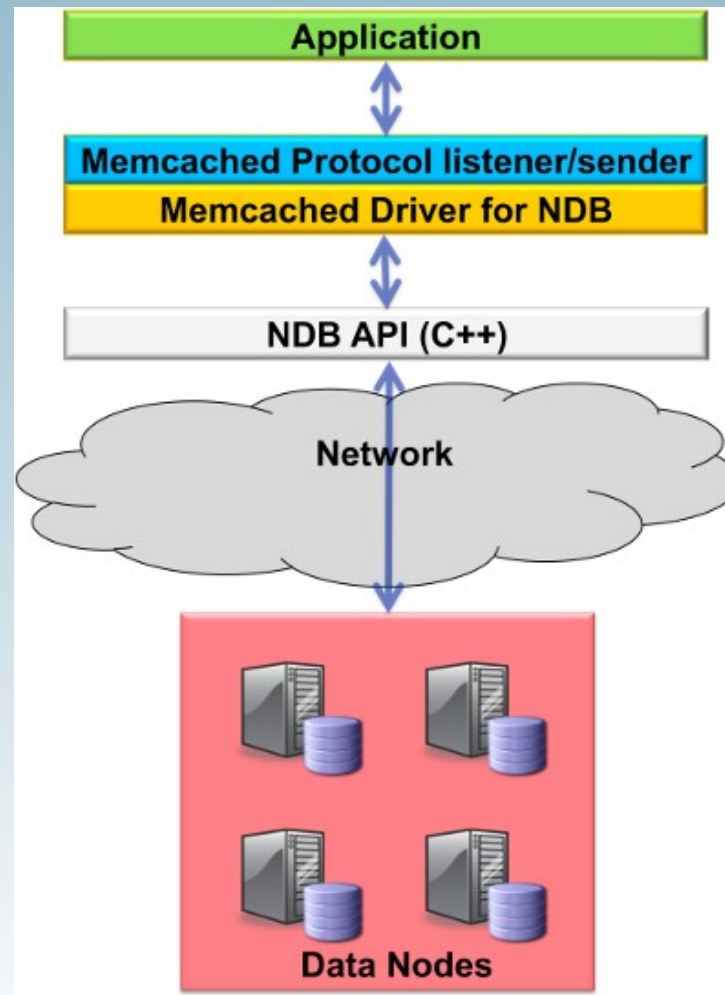 Application
Memcached Protocol listener/sender
Memcached Driver for NDB
NDB API (C++)
Network
Data Nodes